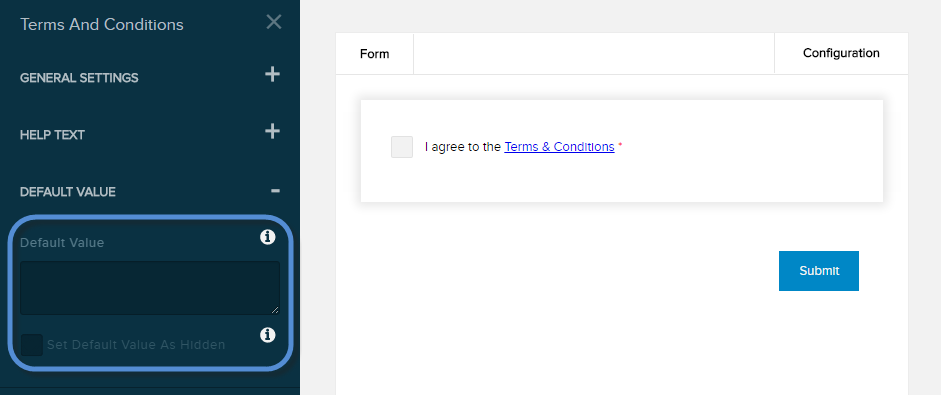 Terms And Conditions
GENERAL SETTINGS
HELP TEXT
DEFAULT VALUE
Default Value
Set Default Value As Hidden
Form
Configuration
I agree to the Terms & Conditions *
Submit